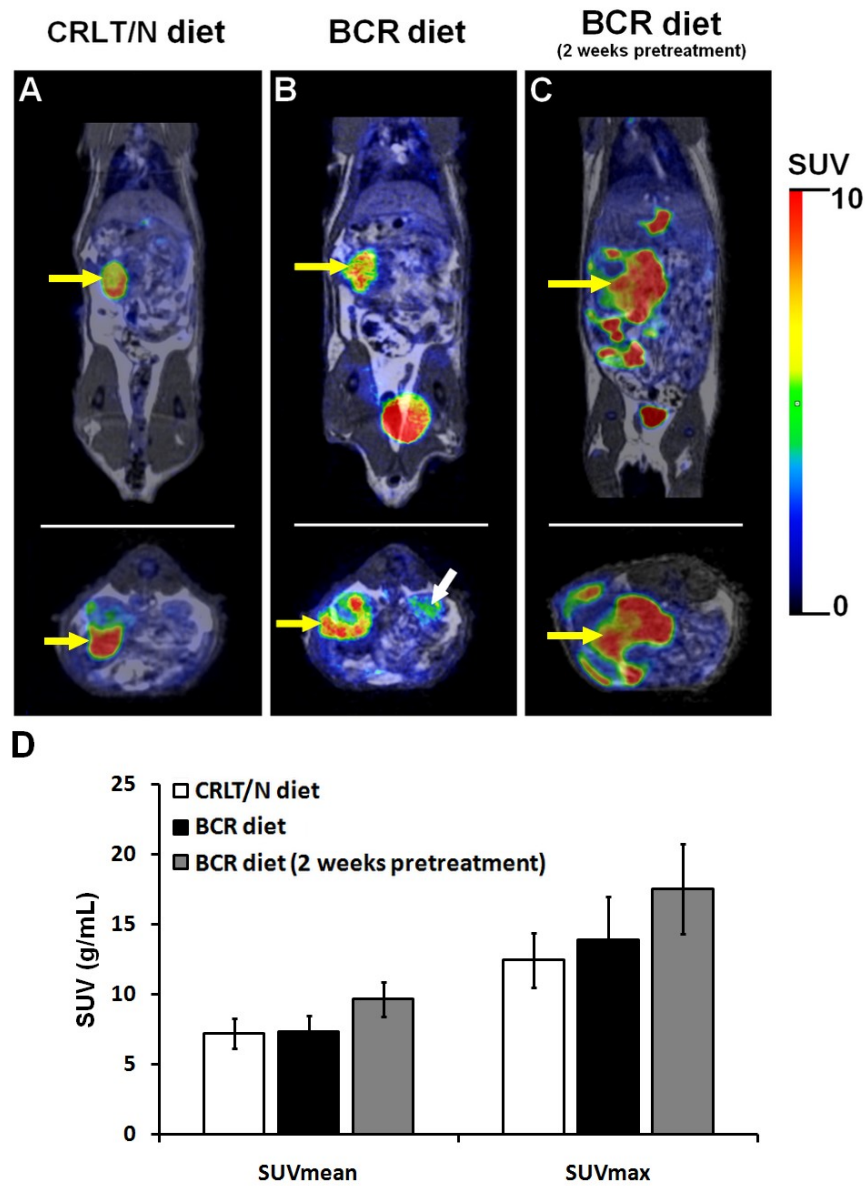 CRLT/N diet
BCR diet
BCR diet
(2 weeks pretreatment)
A
B
C
SUV
10
0
D
25
20
15
10
5
0
SUV (g/mL)
CRLT/N diet
BCR diet
BCR diet (2 weeks pretreatment)
SUVmean
SUVmax